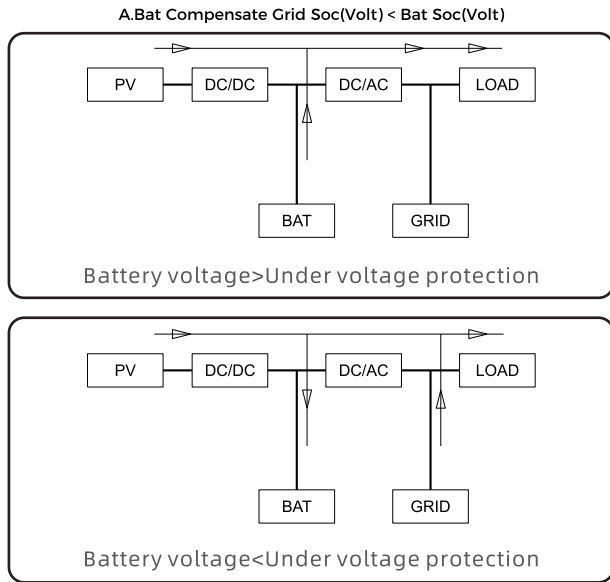 A.Bat Compensate Grid Soc(Volt) < Bat Soc(Volt)
PV DC/DC DC/AC LOAD
BAT GRID
Battery voltage>Under voltage protection
PV DC/DC DC/AC LOAD
BAT GRID
Battery voltage<Under voltage protection